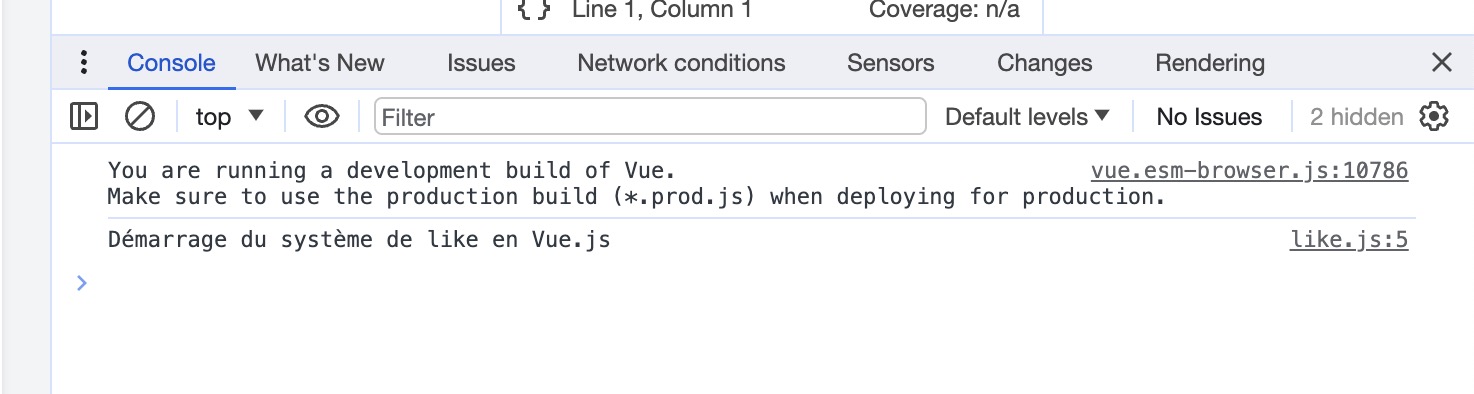 { } Line 1, Column 1 Coverage: n/a
Console What's New Issues Network conditions Sensors Changes Rendering
top Filter Default levels No Issues 2 hidden
You are running a development build of Vue. vue.esm-browser.js:10786
Make sure to use the production build (*.prod.js) when deploying for production.
Démarrage du système de like en Vue.js like.js:5